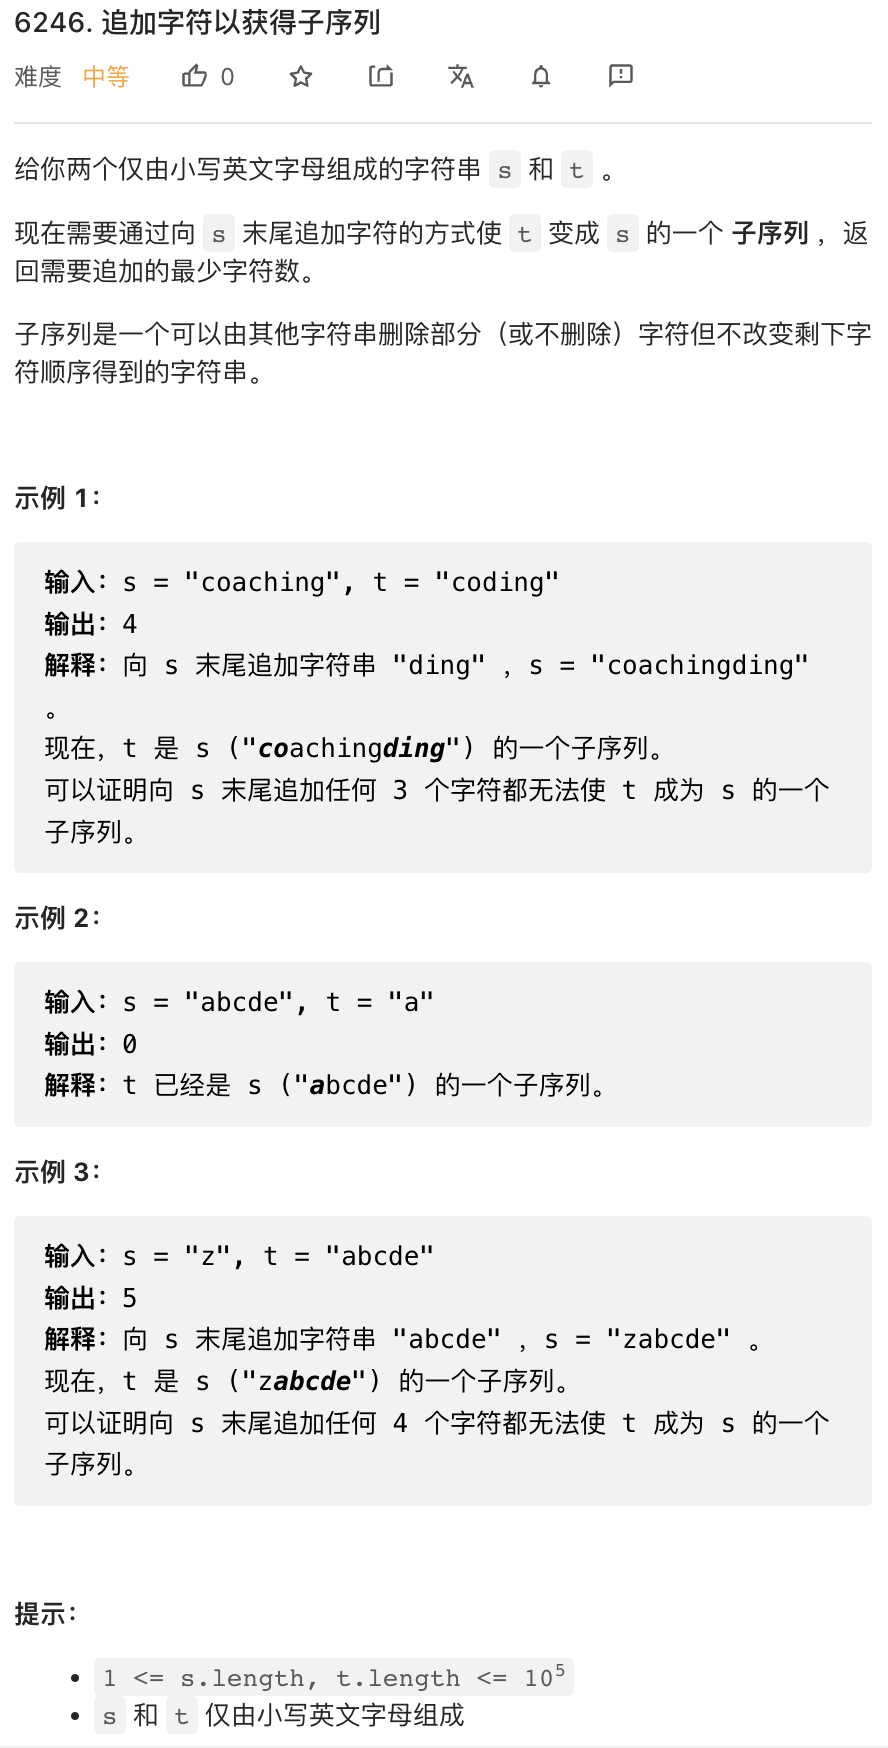 6246. 追加字符以获得子序列
难度 中等 0
给你两个仅由小写英文字母组成的字符串 s 和 t 。
现在需要通过向 s 末尾追加字符的方式使 t 变成 s 的一个 子序列 ，返
回需要追加的最少字符数。
子序列是一个可以由其他字符串删除部分（或不删除）字符但不改变剩下字
符顺序得到的字符串。
示例 1：
输入：s = "coaching", t = "coding"
输出：4
解释：向 s 末尾追加字符串 "ding" ，s = "coachingding"
。
现在，t 是 s ("coachingding") 的一个子序列。
可以证明向 s 末尾追加任何 3 个字符都无法使 t 成为 s 的一个
子序列。
示例 2：
输入：s = "abcde", t = "a"
输出：0
解释：t 已经是 s ("abcde") 的一个子序列。
示例 3：
输入：s = "z", t = "abcde"
输出：5
解释：向 s 末尾追加字符串 "abcde" ，s = "zabcde" 。
现在，t 是 s ("zabcde") 的一个子序列。
可以证明向 s 末尾追加任何 4 个字符都无法使 t 成为 s 的一个
子序列。
提示：
• 1 <= s.length, t.length <= 10⁵
• s 和 t 仅由小写英文字母组成